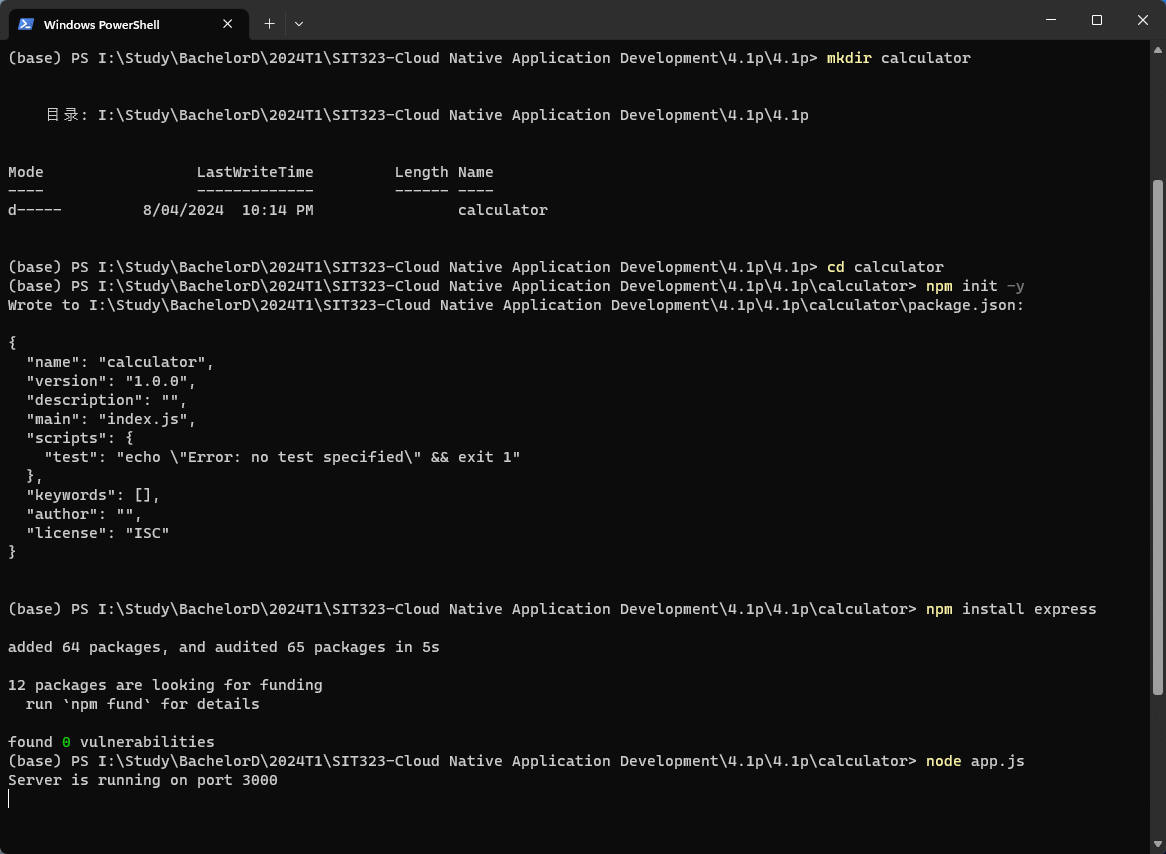 Windows PowerShell
(base) PS I:\Study\BachelorD\2024T1\SIT323-Cloud Native Application Development\4.1p\4.1p> mkdir calculator
目录: I:\Study\BachelorD\2024T1\SIT323-Cloud Native Application Development\4.1p\4.1p
Mode                 LastWriteTime         Length Name
----                 -------------         ------ ----
d-----         8/04/2024  10:14 PM                calculator
(base) PS I:\Study\BachelorD\2024T1\SIT323-Cloud Native Application Development\4.1p\4.1p> cd calculator
(base) PS I:\Study\BachelorD\2024T1\SIT323-Cloud Native Application Development\4.1p\4.1p\calculator> npm init -y
Wrote to I:\Study\BachelorD\2024T1\SIT323-Cloud Native Application Development\4.1p\4.1p\calculator\package.json:
{
  "name": "calculator",
  "version": "1.0.0",
  "description": "",
  "main": "index.js",
  "scripts": {
    "test": "echo \"Error: no test specified\" && exit 1"
  },
  "keywords": [],
  "author": "",
  "license": "ISC"
}
(base) PS I:\Study\BachelorD\2024T1\SIT323-Cloud Native Application Development\4.1p\4.1p\calculator> npm install express
added 64 packages, and audited 65 packages in 5s
12 packages are looking for funding
  run `npm fund` for details
found 0 vulnerabilities
(base) PS I:\Study\BachelorD\2024T1\SIT323-Cloud Native Application Development\4.1p\4.1p\calculator> node app.js
Server is running on port 3000